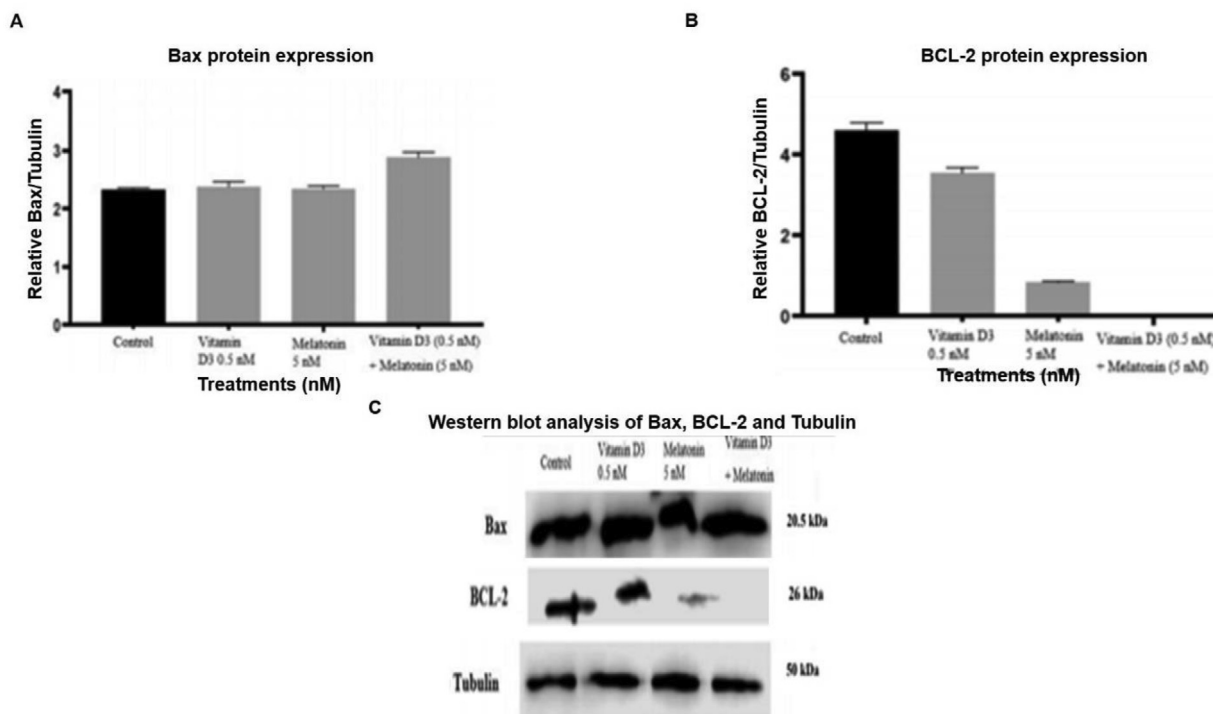 A
Bax protein expression
Relative Bax/Tubulin
4
3
2
1
0
Control
Vitamin
D3 0.5 nM
Melatonin
5 nM
Vitamin D3 (0.5 nM)
+ Melatonin (5 nM)
Treatments (nM)
B
BCL-2 protein expression
Relative BCL-2/Tubulin
6
4
2
0
Control
Vitamin D3
0.5 nM
Melatonin
5 nM
Vitamin D3 (0.5 nM)
+ Melatonin (5 nM)
Treatments (nM)
C
Western blot analysis of Bax, BCL-2 and Tubulin
Control
Vitamin D3
0.5 nM
Melatonin
5 nM
Vitamin D3
+ Melatonin
Bax
20.5 kDa
BCL-2
26 kDa
Tubulin
50 kDa